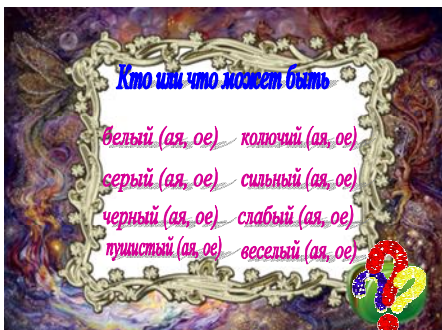 Кто или что может быть
белый (ая, ое) колючий (ая, ое)
серый (ая, ое) сильный (ая, ое)
черный (ая, ое) слабый (ая, ое)
пушистый (ая, ое) веселый (ая, ое)
???